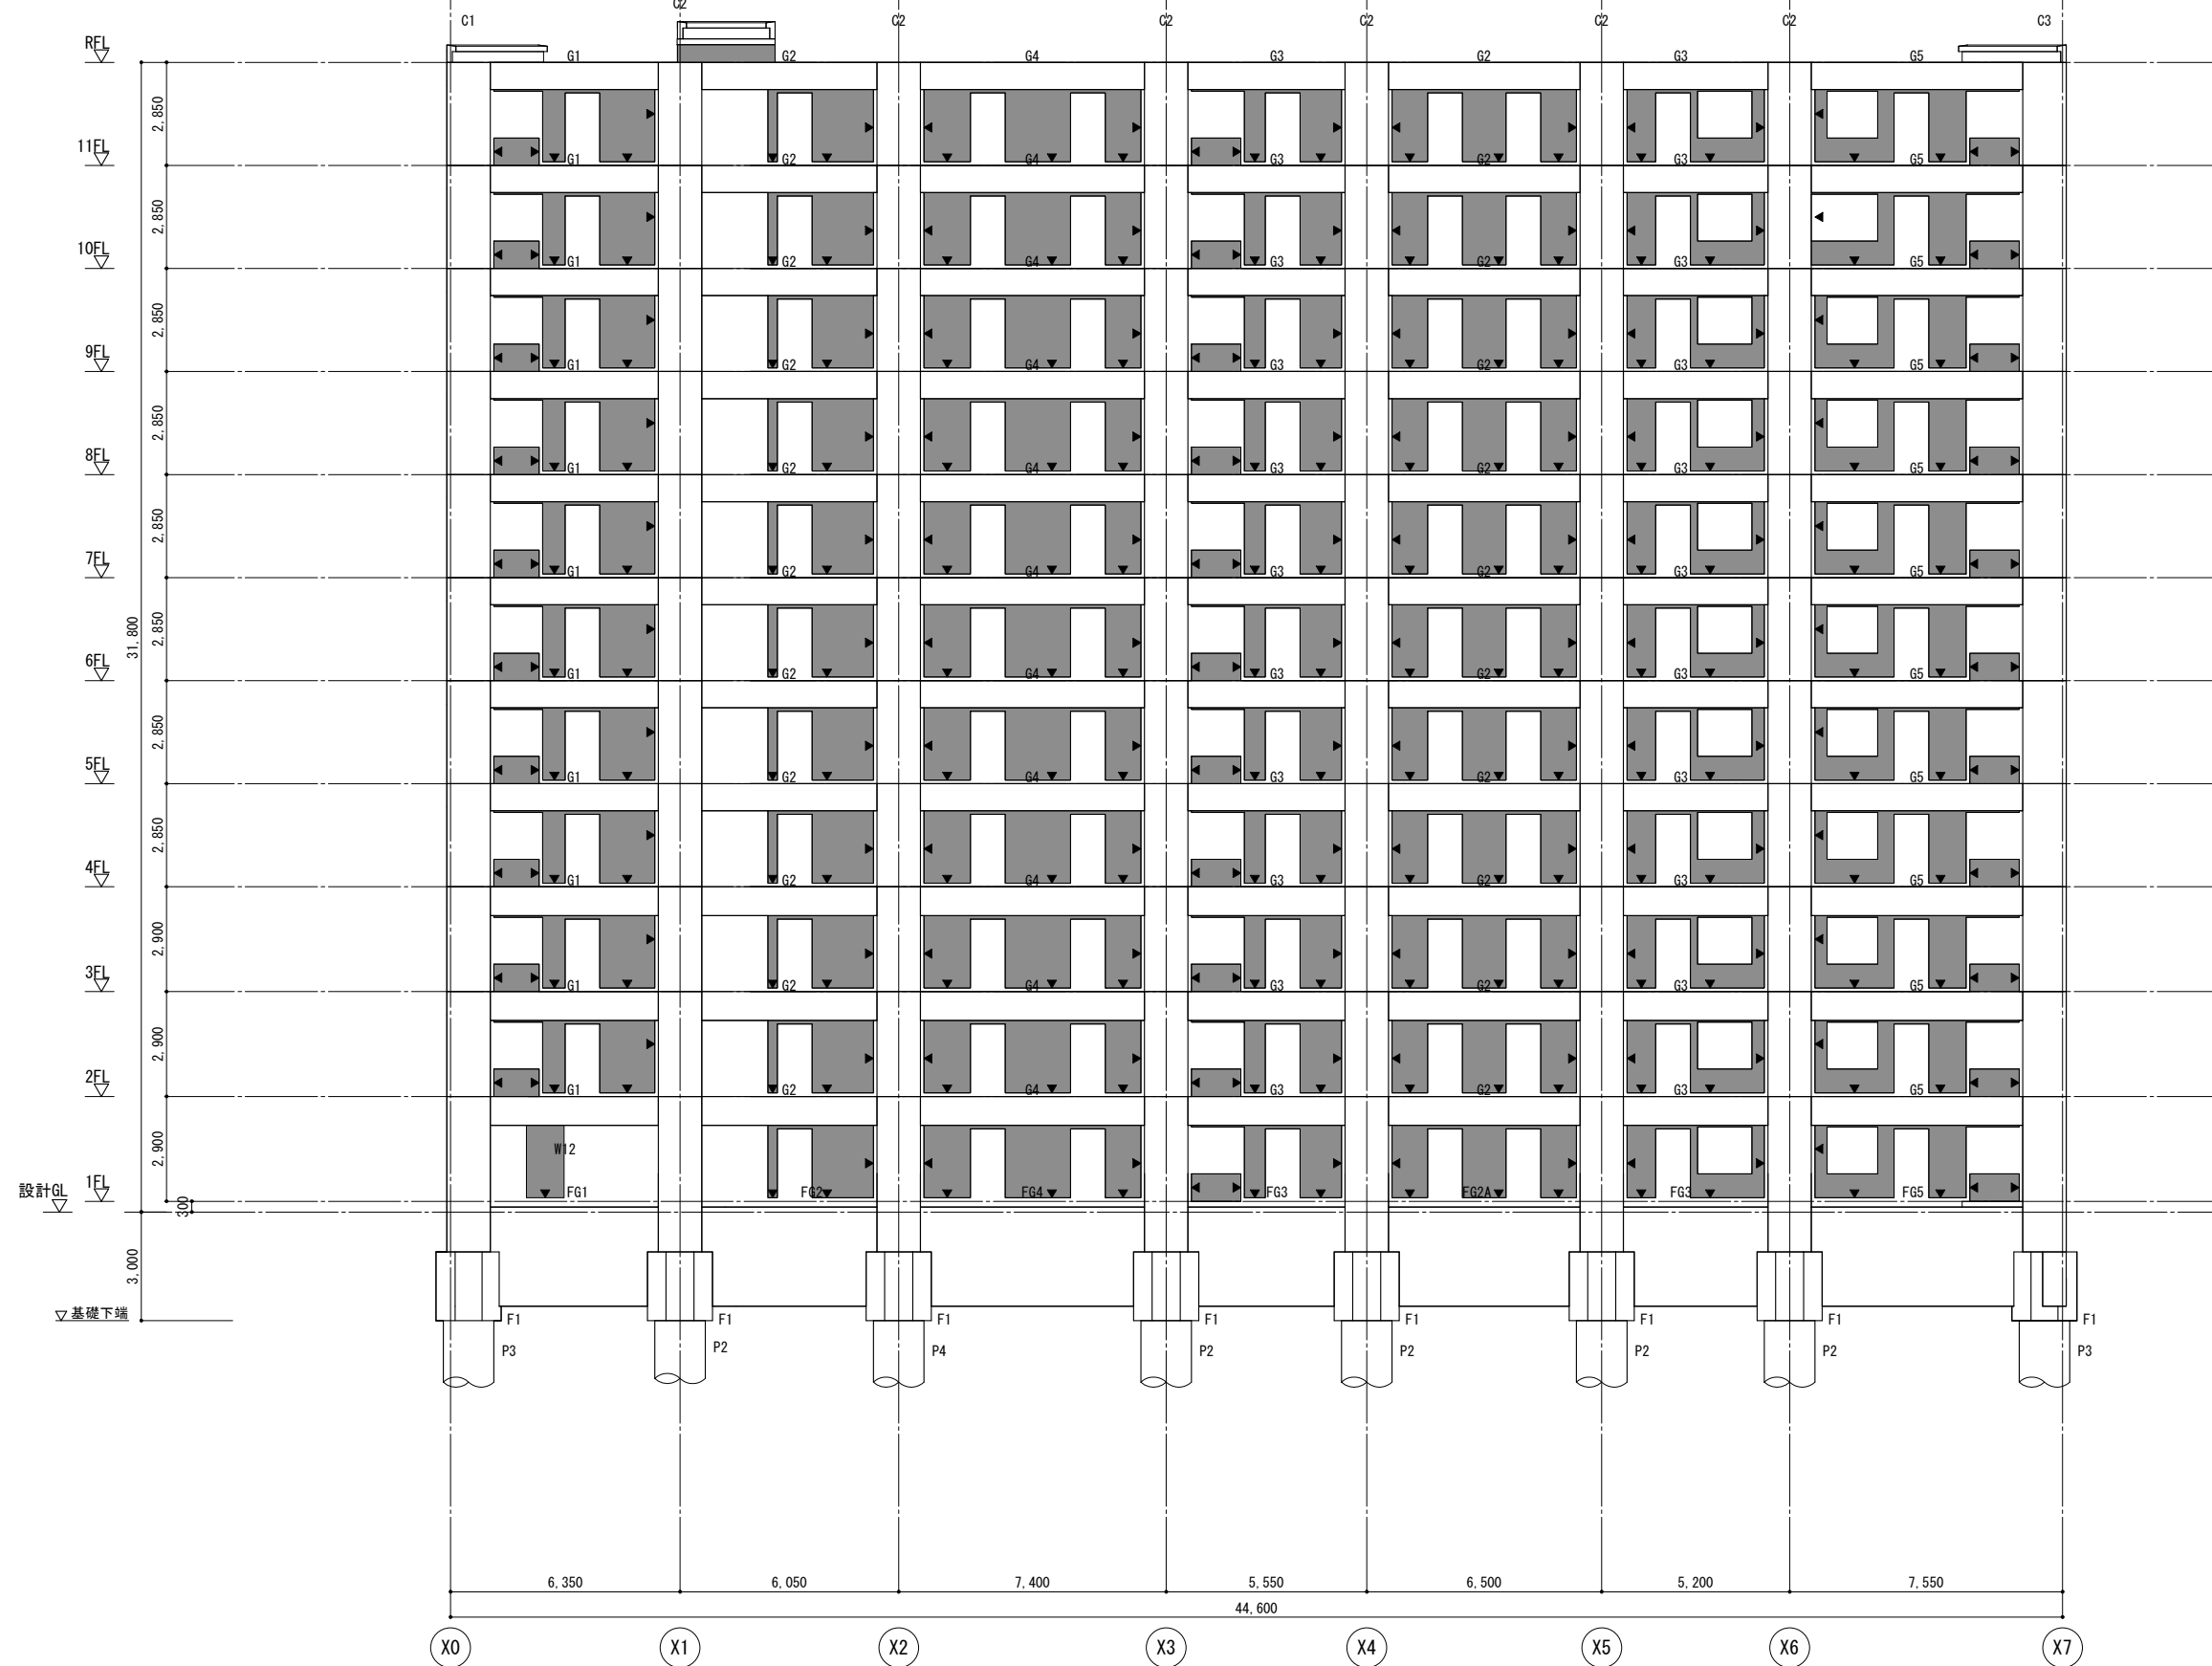 C1 C2 C2 C2 C2 C2 C2 C3
RFL G1 G2 G4 G3 G2 G3 G5
2,850
11FL G1 G2 G4 G3 G2 G3 G5
2,850
10FL G1 G2 G4 G3 G2 G3 G5
2,850
9FL G1 G2 G4 G3 G2 G3 G5
2,850
8FL G1 G2 G4 G3 G2 G3 G5
2,850
7FL G1 G2 G4 G3 G2 G3 G5
31,800 2,850
6FL G1 G2 G4 G3 G2 G3 G5
2,850
5FL G1 G2 G4 G3 G2 G3 G5
2,850
4FL G1 G2 G4 G3 G2 G3 G5
2,900
3FL G1 G2 G4 G3 G2 G3 G5
2,900
2FL G1 G2 G4 G3 G2 G3 G5
2,900 W12
設計GL 1FL FG1 FG2 FG4 FG3 FG2A FG3 FG5
300
3,000
基礎下端 F1 F1 F1 F1 F1 F1 F1 F1
P3 P2 P4 P2 P2 P2 P2 P3
6,350 6,050 7,400 5,550 6,500 5,200 7,550
44,600
X0 X1 X2 X3 X4 X5 X6 X7